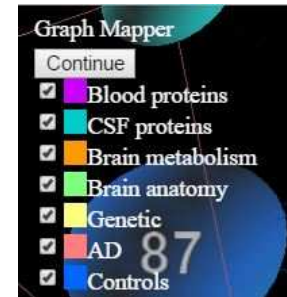 Graph Mapper
Continue
Blood proteins
CSF proteins
Brain metabolism
Brain anatomy
Genetic
AD
87
Controls